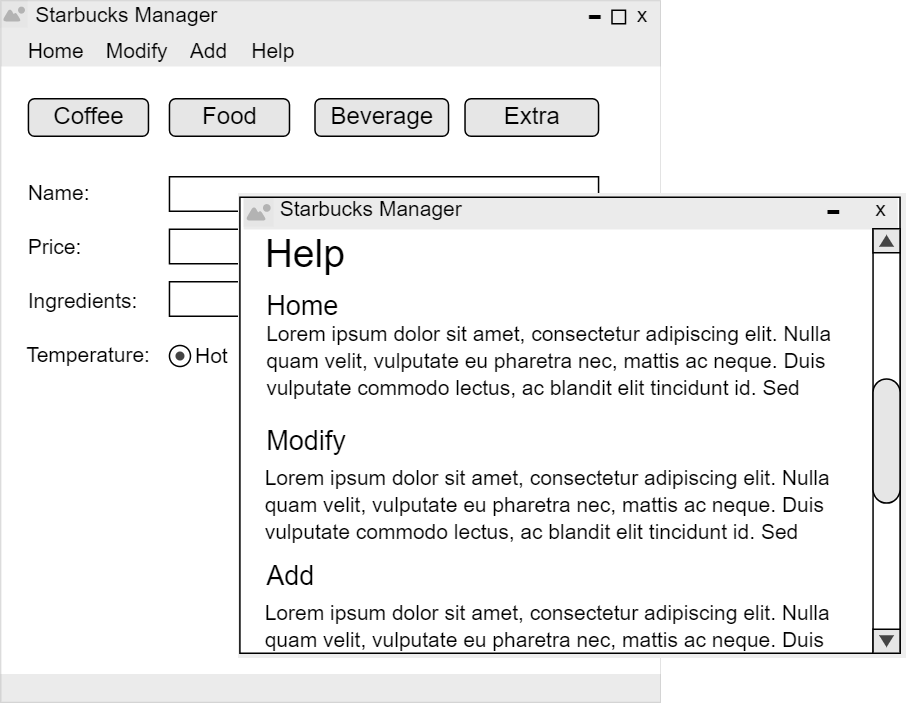 Starbucks Manager
x
Home Modify Add Help
Coffee Food Beverage Extra
Name:
Price:
Ingredients:
Temperature: Hot
Starbucks Manager
x
Help
Home
Lorem ipsum dolor sit amet, consectetur adipiscing elit. Nulla
quam velit, vulputate eu pharetra nec, mattis ac neque. Duis
vulputate commodo lectus, ac blandit elit tincidunt id. Sed
Modify
Lorem ipsum dolor sit amet, consectetur adipiscing elit. Nulla
quam velit, vulputate eu pharetra nec, mattis ac neque. Duis
vulputate commodo lectus, ac blandit elit tincidunt id. Sed
Add
Lorem ipsum dolor sit amet, consectetur adipiscing elit. Nulla
quam velit, vulputate eu pharetra nec, mattis ac neque. Duis